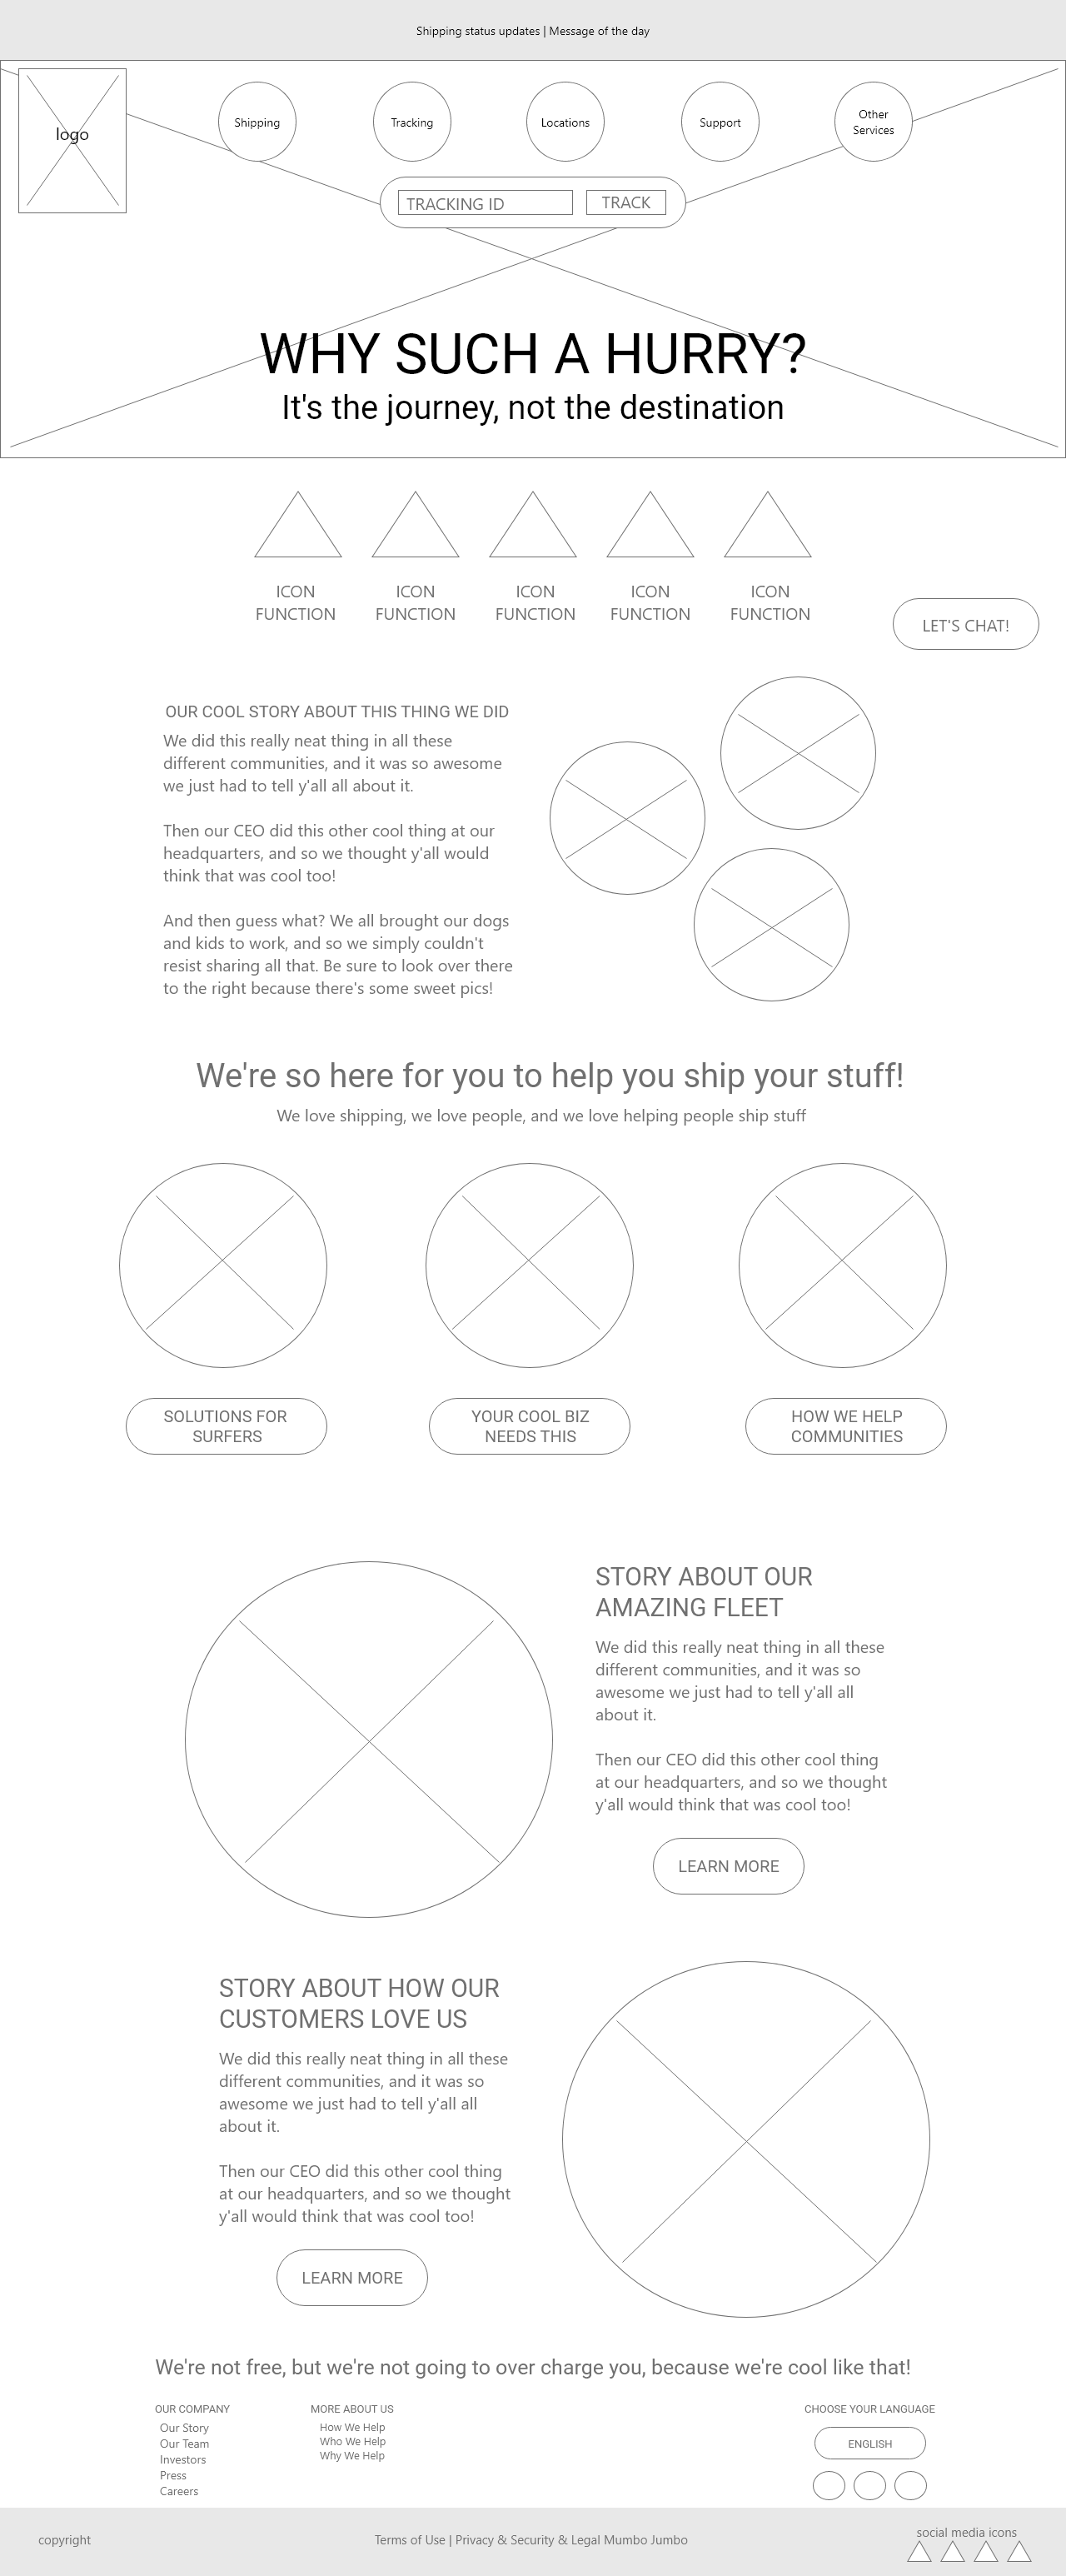 Shipping status updates | Message of the day
logo
Shipping
Tracking
Locations
Support
Other
Services
TRACKING ID
TRACK
WHY SUCH A HURRY?
It's the journey, not the destination
ICON
FUNCTION
ICON
FUNCTION
ICON
FUNCTION
ICON
FUNCTION
ICON
FUNCTION
LET'S CHAT!
OUR COOL STORY ABOUT THIS THING WE DID
We did this really neat thing in all these
different communities, and it was so awesome
we just had to tell y'all all about it.
Then our CEO did this other cool thing at our
headquarters, and so we thought y'all would
think that was cool too!
And then guess what? We all brought our dogs
and kids to work, and so we simply couldn't
resist sharing all that. Be sure to look over there
to the right because there's some sweet pics!
We're so here for you to help you ship your stuff!
We love shipping, we love people, and we love helping people ship stuff
SOLUTIONS FOR
SURFERS
YOUR COOL BIZ
NEEDS THIS
HOW WE HELP
COMMUNITIES
STORY ABOUT OUR
AMAZING FLEET
We did this really neat thing in all these
different communities, and it was so
awesome we just had to tell y'all all
about it.
Then our CEO did this other cool thing
at our headquarters, and so we thought
y'all would think that was cool too!
LEARN MORE
STORY ABOUT HOW OUR
CUSTOMERS LOVE US
We did this really neat thing in all these
different communities, and it was so
awesome we just had to tell y'all all
about it.
Then our CEO did this other cool thing
at our headquarters, and so we thought
y'all would think that was cool too!
LEARN MORE
We're not free, but we're not going to over charge you, because we're cool like that!
OUR COMPANY
Our Story
Our Team
Investors
Press
Careers
MORE ABOUT US
How We Help
Who We Help
Why We Help
CHOOSE YOUR LANGUAGE
ENGLISH
copyright
Terms of Use | Privacy & Security & Legal Mumbo Jumbo
social media icons